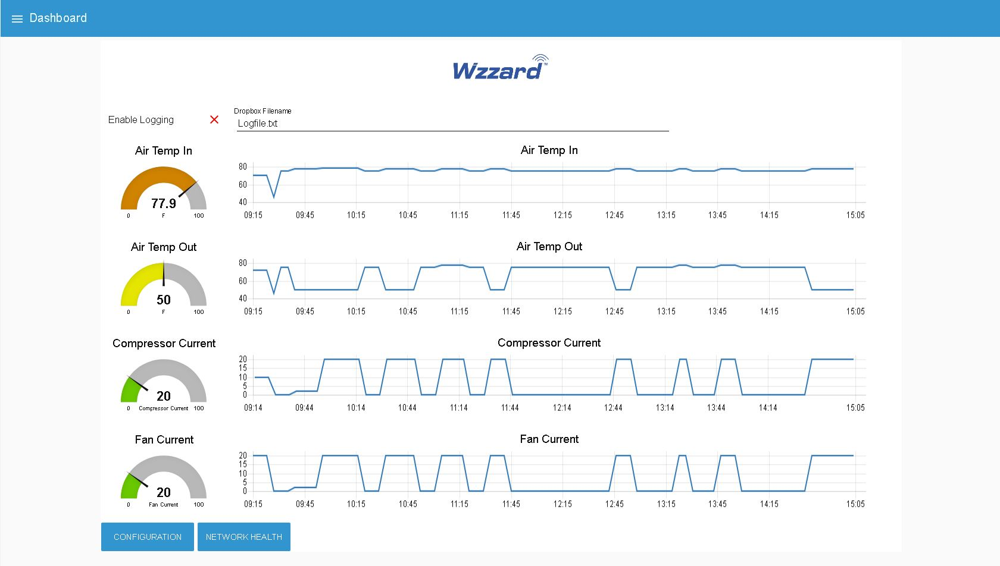 Dashboard
Wzzard™
Dropbox Filename
Enable Logging
Logfile.txt
Air Temp In
77.9
0 F 100
Air Temp In
80
60
40
09:15 09:45 10:15 10:45 11:15 11:45 12:15 12:45 13:15 13:45 14:15 15:05
Air Temp Out
50
0 F 100
Air Temp Out
80
60
40
09:15 09:45 10:15 10:45 11:15 11:45 12:15 12:45 13:15 13:45 14:15 15:05
Compressor Current
20
0 Compressor Current 100
Compressor Current
20
15
10
5
0
09:14 09:44 10:14 10:44 11:14 11:44 12:14 12:44 13:14 13:44 14:14 15:05
Fan Current
20
0 Fan Current 100
Fan Current
20
15
10
5
0
09:15 09:45 10:15 10:45 11:15 11:45 12:15 12:45 13:15 13:45 14:15 15:05
CONFIGURATION NETWORK HEALTH